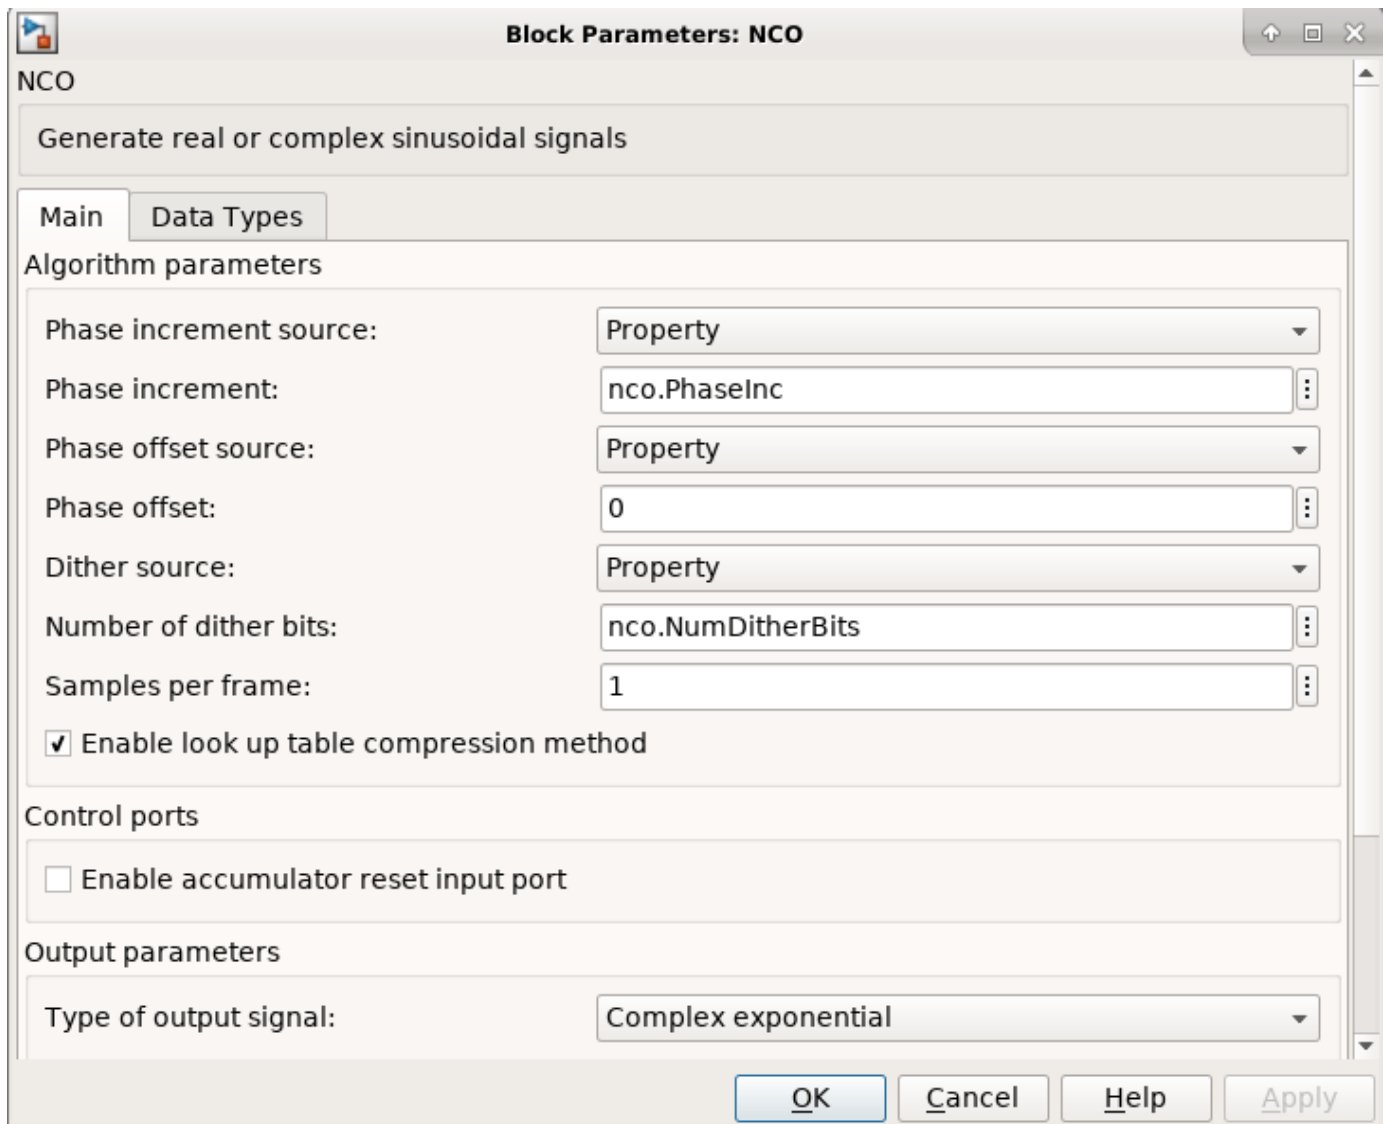 Block Parameters: NCO
NCO
Generate real or complex sinusoidal signals
Main Data Types
Algorithm parameters
Phase increment source: Property
Phase increment: nco.PhaseInc
Phase offset source: Property
Phase offset: 0
Dither source: Property
Number of dither bits: nco.NumDitherBits
Samples per frame: 1
Enable look up table compression method
Control ports
Enable accumulator reset input port
Output parameters
Type of output signal: Complex exponential
OK Cancel Help Apply